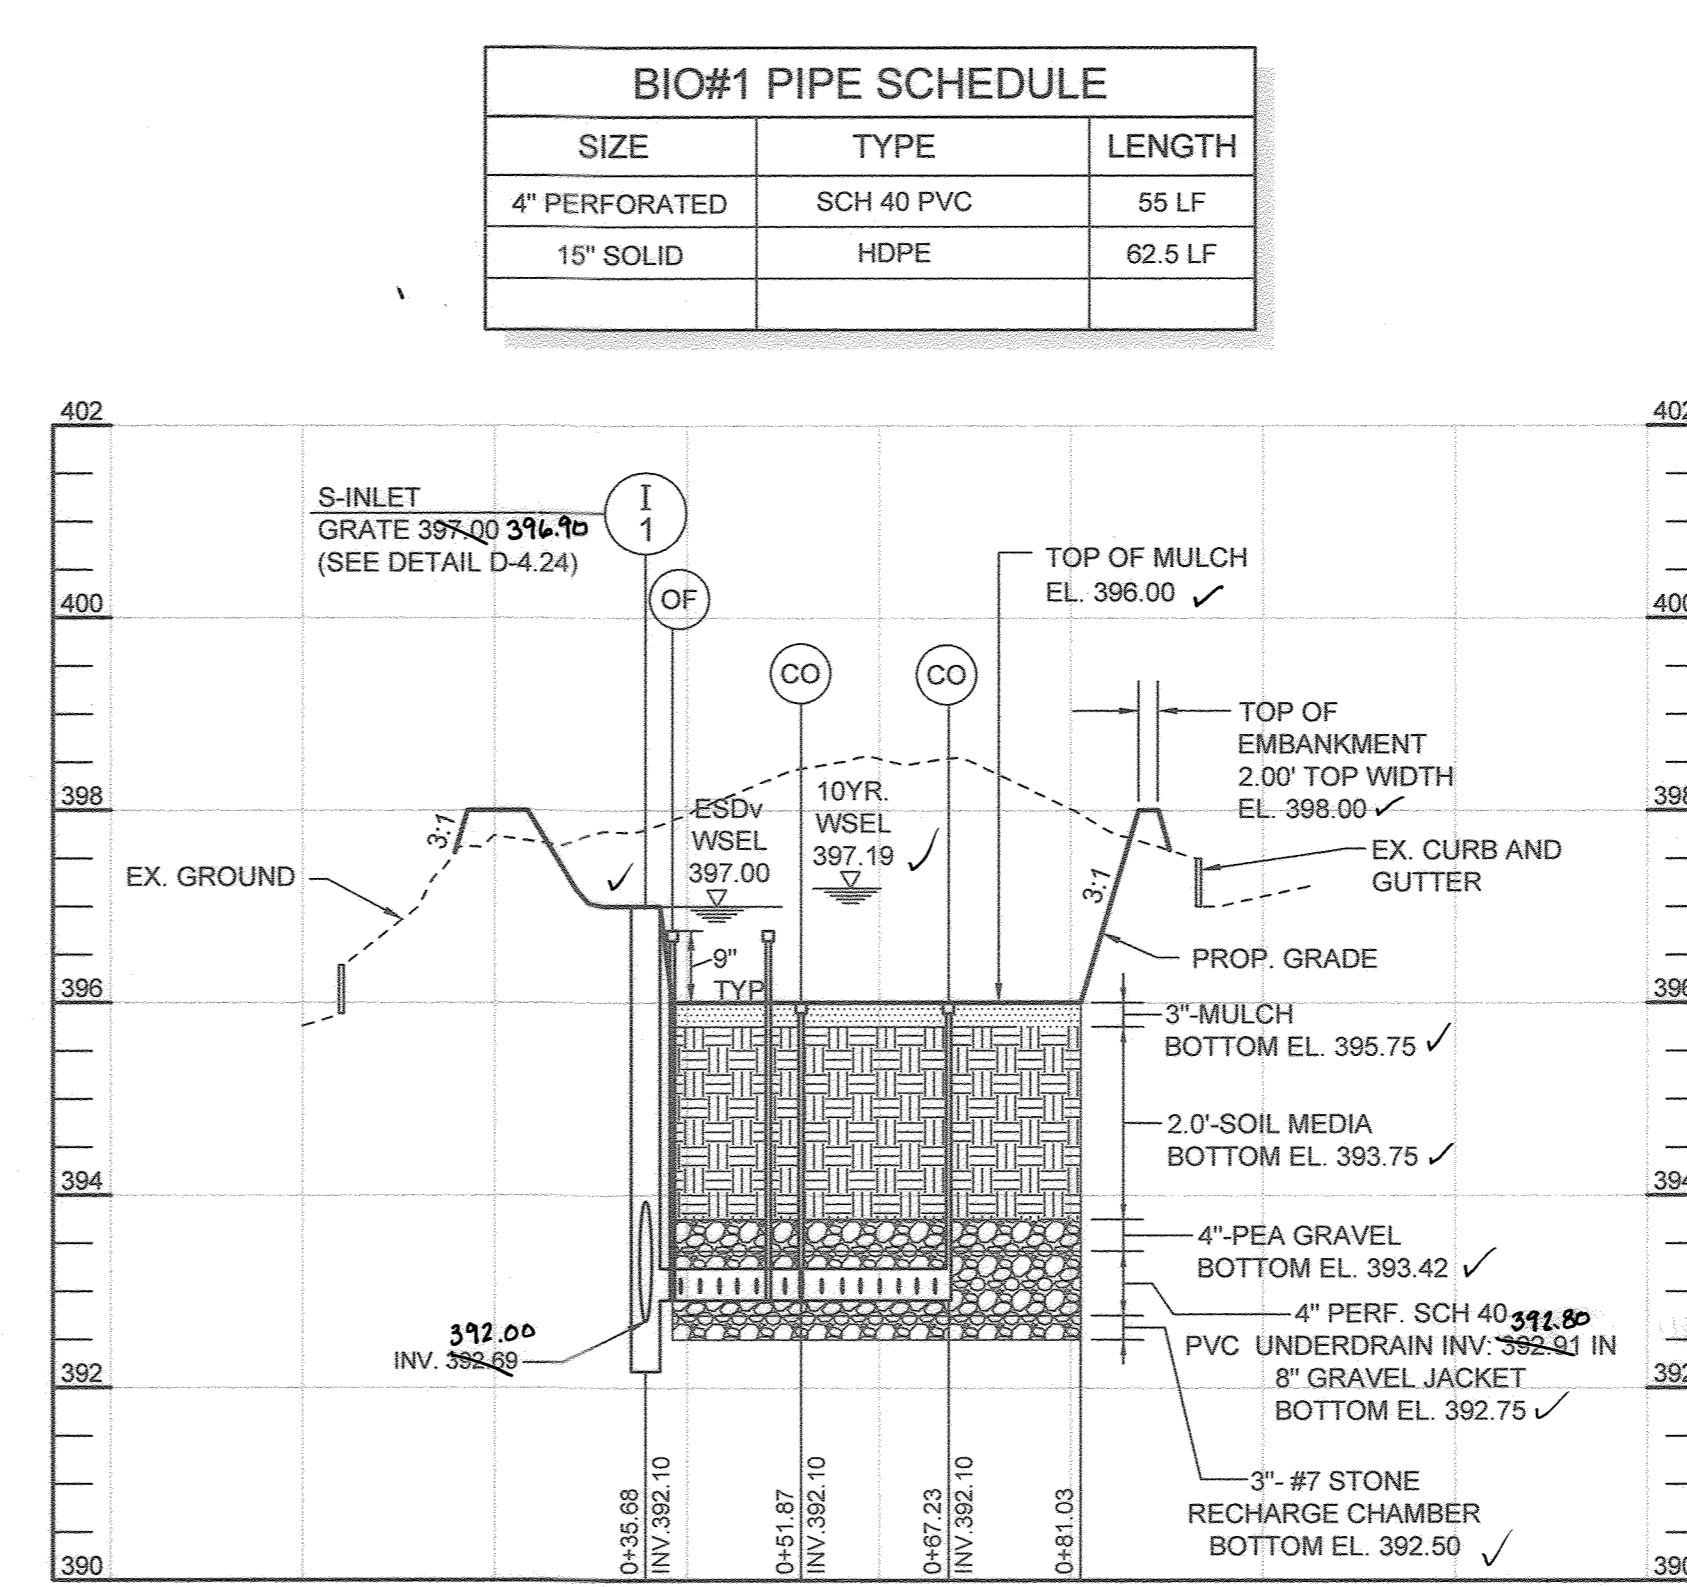 BIO#1 PIPE SCHEDULE
SIZE TYPE LENGTH
4" PERFORATED SCH 40 PVC 55 LF
15" SOLID HDPE 62.5 LF
402 402
400 400
398 398
396 396
394 394
392 392
390 390
S-INLET
GRATE 397.00 396.90
(SEE DETAIL D-4.24)
I
1
OF
CO
CO
TOP OF MULCH
EL. 396.00 ✓
TOP OF
EMBANKMENT
2.00' TOP WIDTH
EL. 398.00 ✓
3:1
ESDv
WSEL
397.00
✓
10YR.
WSEL
397.19 ✓
EX. GROUND
EX. CURB AND
GUTTER
3:1
PROP. GRADE
9"
TYP
3"-MULCH
BOTTOM EL. 395.75 ✓
2.0'-SOIL MEDIA
BOTTOM EL. 393.75 ✓
4"-PEA GRAVEL
BOTTOM EL. 393.42 ✓
4" PERF. SCH 40
392.80
PVC UNDERDRAIN INV: 392.91 IN
8" GRAVEL JACKET
BOTTOM EL. 392.75 ✓
392.00
INV. 392.69
3"- #7 STONE
RECHARGE CHAMBER
BOTTOM EL. 392.50 ✓
0+35.68
INV.392.10
0+51.87
INV.392.10
0+67.23
INV.392.10
0+81.03